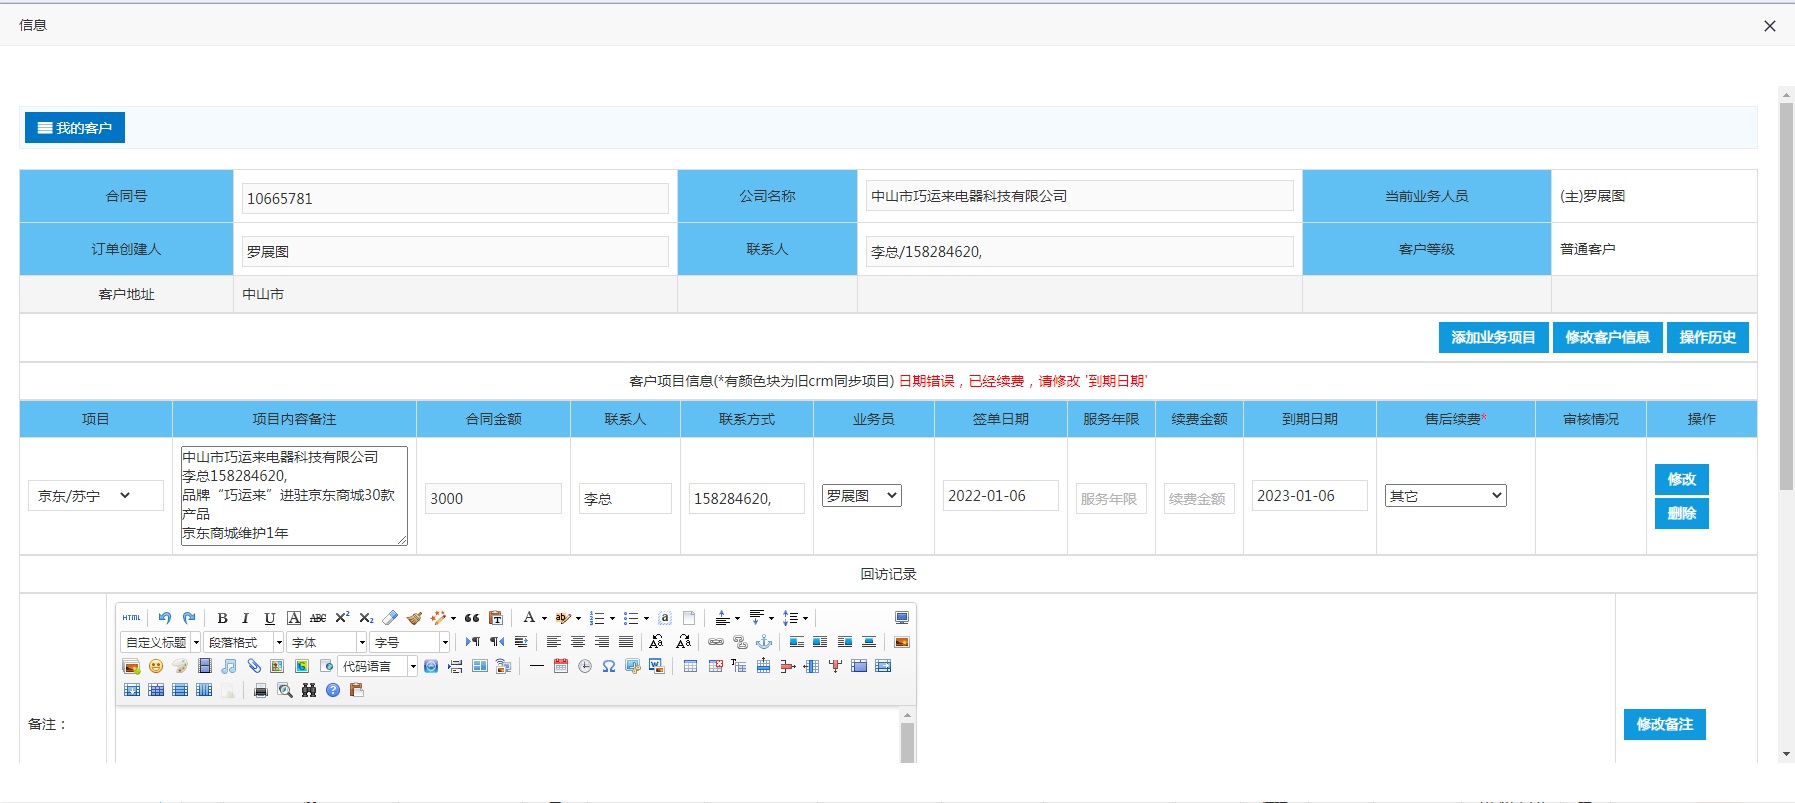 信息
我的客户
合同号 10665781 公司名称 中山市巧运来电器科技有限公司 当前业务人员 (主)罗展图
订单创建人 罗展图 联系人 李总/158284620, 客户等级 普通客户
客户地址 中山市
添加业务项目 修改客户信息 操作历史
客户项目信息(*有颜色块为旧crm同步项目) 日期错误，已经续费，请修改 '到期日期'
项目 项目内容备注 合同金额 联系人 联系方式 业务员 签单日期 服务年限 续费金额 到期日期 售后续费* 审核情况 操作
京东/苏宁
中山市巧运来电器科技有限公司
李总158284620,
品牌“巧运来”进驻京东商城30款
产品
京东商城维护1年
3000 李总 158284620, 罗展图 2022-01-06 服务年限 续费金额 2023-01-06 其它
修改
删除
回访记录
HTML
自定义标题 段落格式 字体 字号
代码语言
备注：
修改备注